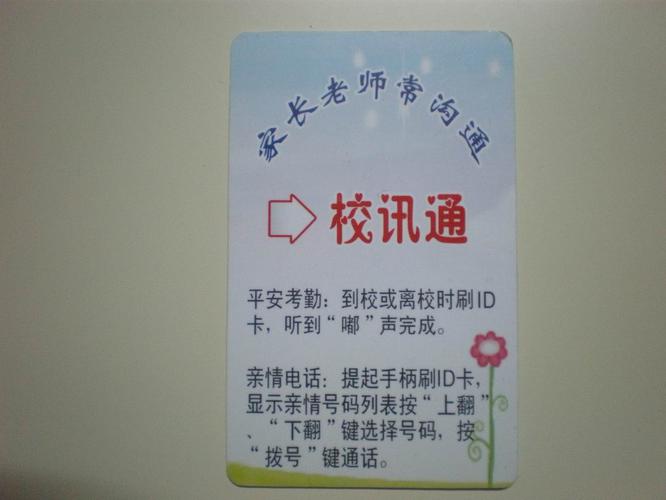 家长老师常沟通
校讯通
平安考勤：到校或离校时刷ID
卡，听到“嘟”声完成。
亲情电话：提起手柄刷ID卡，
显示亲情号码列表按“上翻”
、“下翻”键选择号码，按
“拨号”键通话。